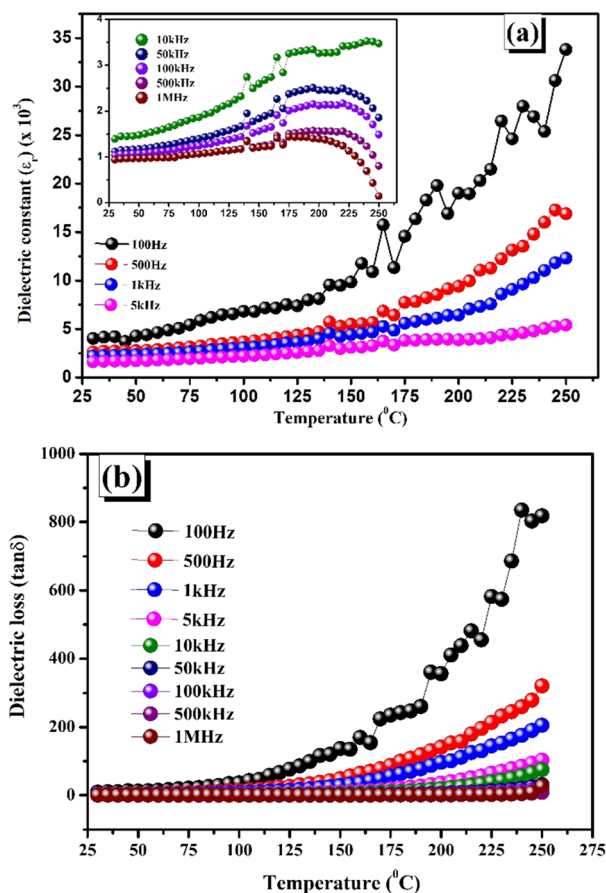 (a)
Dielectric constant (εr) (x 10³)
35
30
25
20
15
10
5
0
4
3
2
1
0
10kHz
50kHz
100kHz
500kHz
1MHz
25 50 75 100 125 150 175 200 225 250
100Hz
500Hz
1kHz
5kHz
25 50 75 100 125 150 175 200 225 250
Temperature (⁰C)
(b)
Dielectric loss (tanδ)
1000
800
600
400
200
0
100Hz
500Hz
1kHz
5kHz
10kHz
50kHz
100kHz
500kHz
1MHz
25 50 75 100 125 150 175 200 225 250 275
Temperature (⁰C)